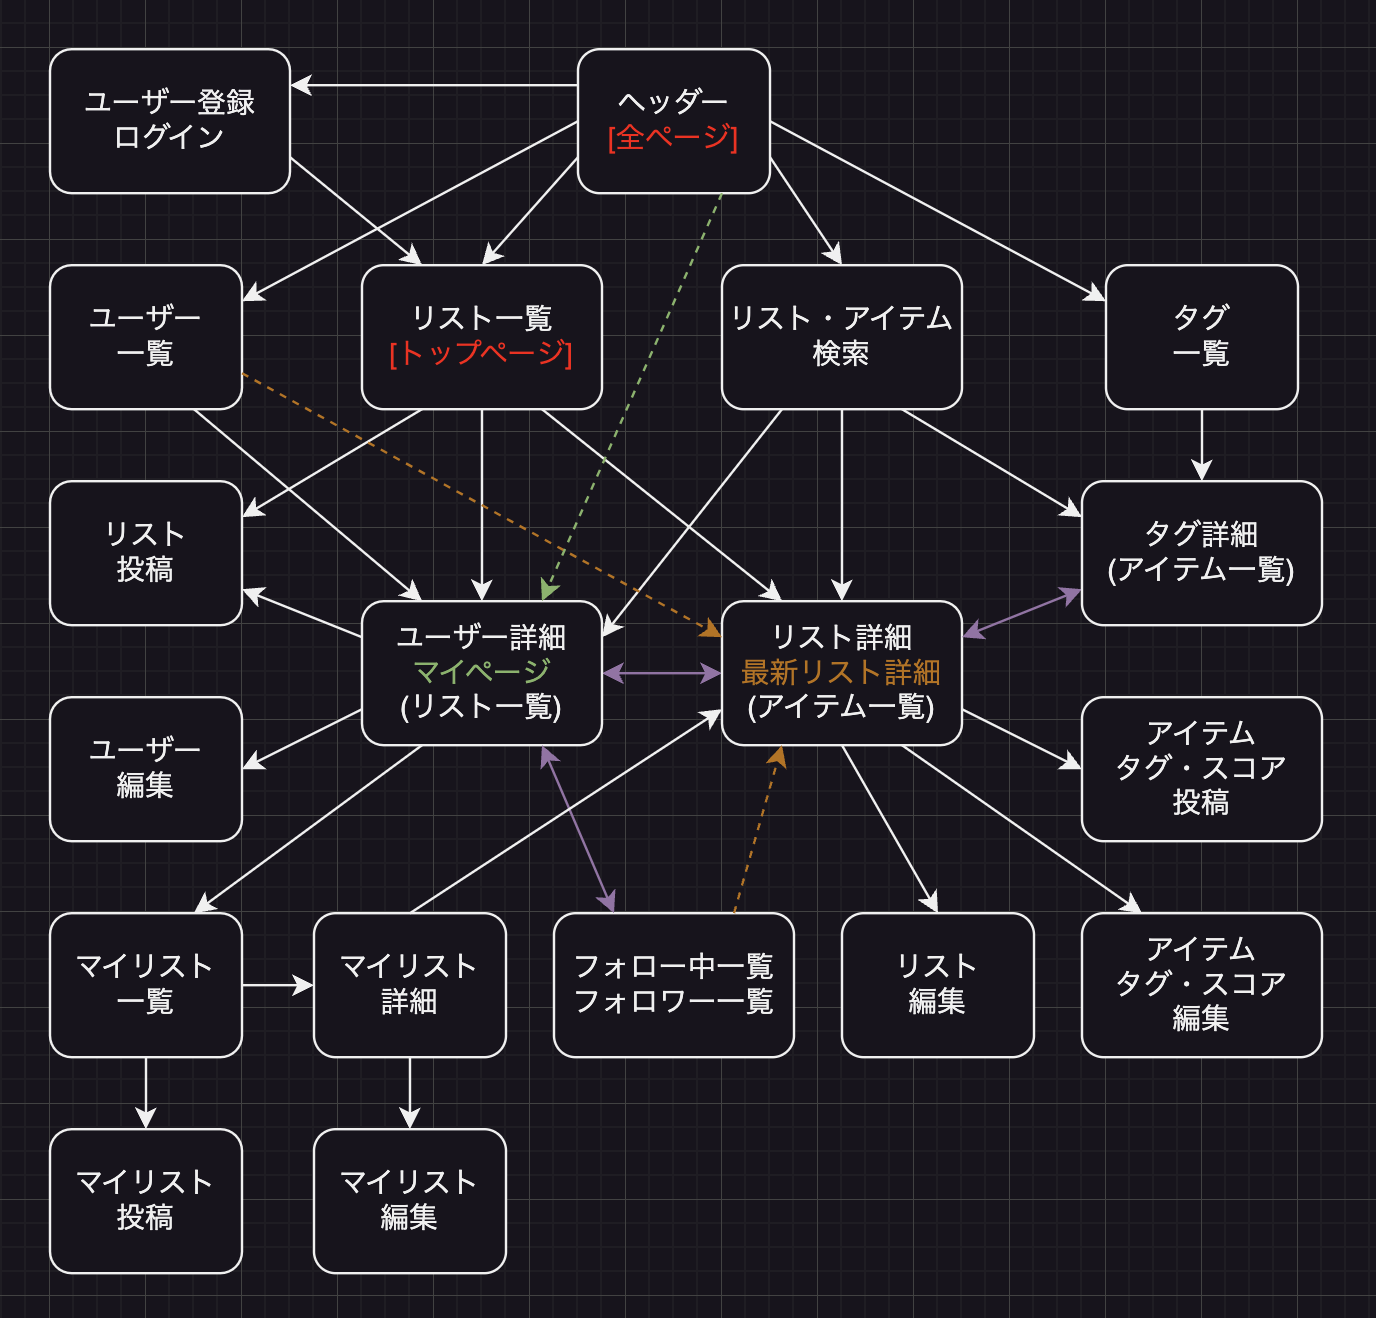 ユーザー登録
ログイン
ヘッダー
[全ページ]
ユーザー
一覧
リスト一覧
[トップページ]
リスト・アイテム
検索
タグ
一覧
リスト
投稿
タグ詳細
(アイテム一覧)
ユーザー詳細
マイページ
(リスト一覧)
リスト詳細
最新リスト詳細
(アイテム一覧)
ユーザー
編集
アイテム
タグ・スコア
投稿
マイリスト
一覧
マイリスト
詳細
フォロー中一覧
フォロワー一覧
リスト
編集
アイテム
タグ・スコア
編集
マイリスト
投稿
マイリスト
編集